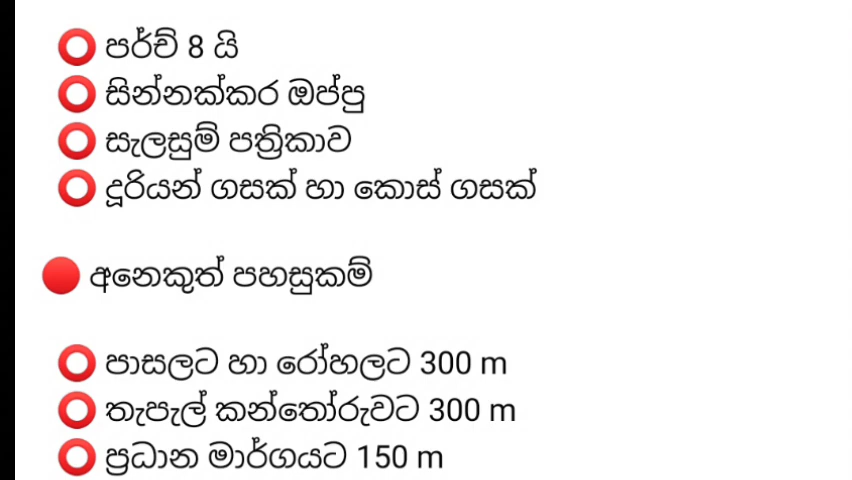 ⭕ පර්ච් 8 යි
⭕ සින්නක්කර ඔප්පු
⭕ සැලසුම් පත්‍රිකාව
⭕ දූරියන් ගසක් හා කොස් ගසක්
🔴 අනෙකුත් පහසුකම්
⭕ පාසලට හා රෝහලට 300 m
⭕ තැපැල් කන්තෝරුවට 300 m
⭕ ප්‍රධාන මාර්ගයට 150 m